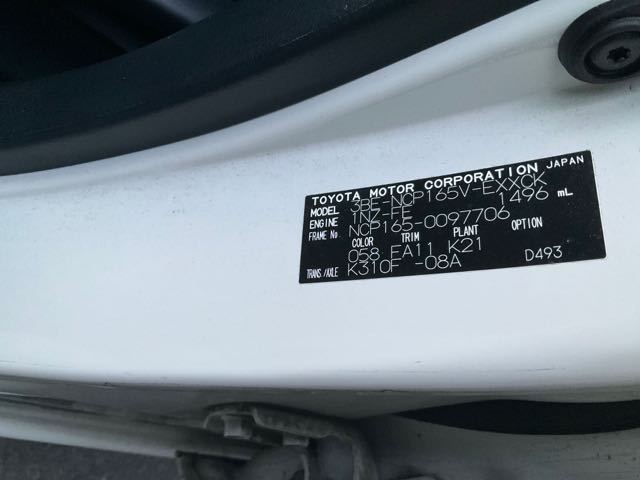 TOYOTA MOTOR CORPORATION JAPAN
MODEL 3BE-NCP165V-EXXCK
ENGINE 1NZ-FE 1496 mL
FRAME No. NCP165-0097706
COLOR TRIM PLANT OPTION
058 FA11 K21
TRANS/AXLE K310F -08A D493